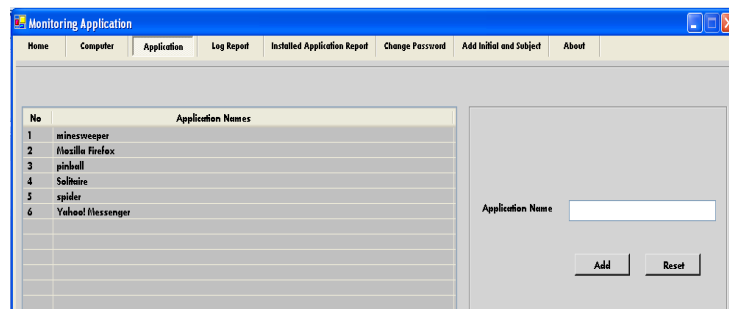 Monitoring Application
Home Computer Application Log Report Installed Application Report Change Password Add Initial and Subject About
No Application Names
1 minesweeper
2 Mozilla Firefox
3 pinball
4 Solitaire
5 spider
6 Yahoo! Messenger
Application Name
Add Reset